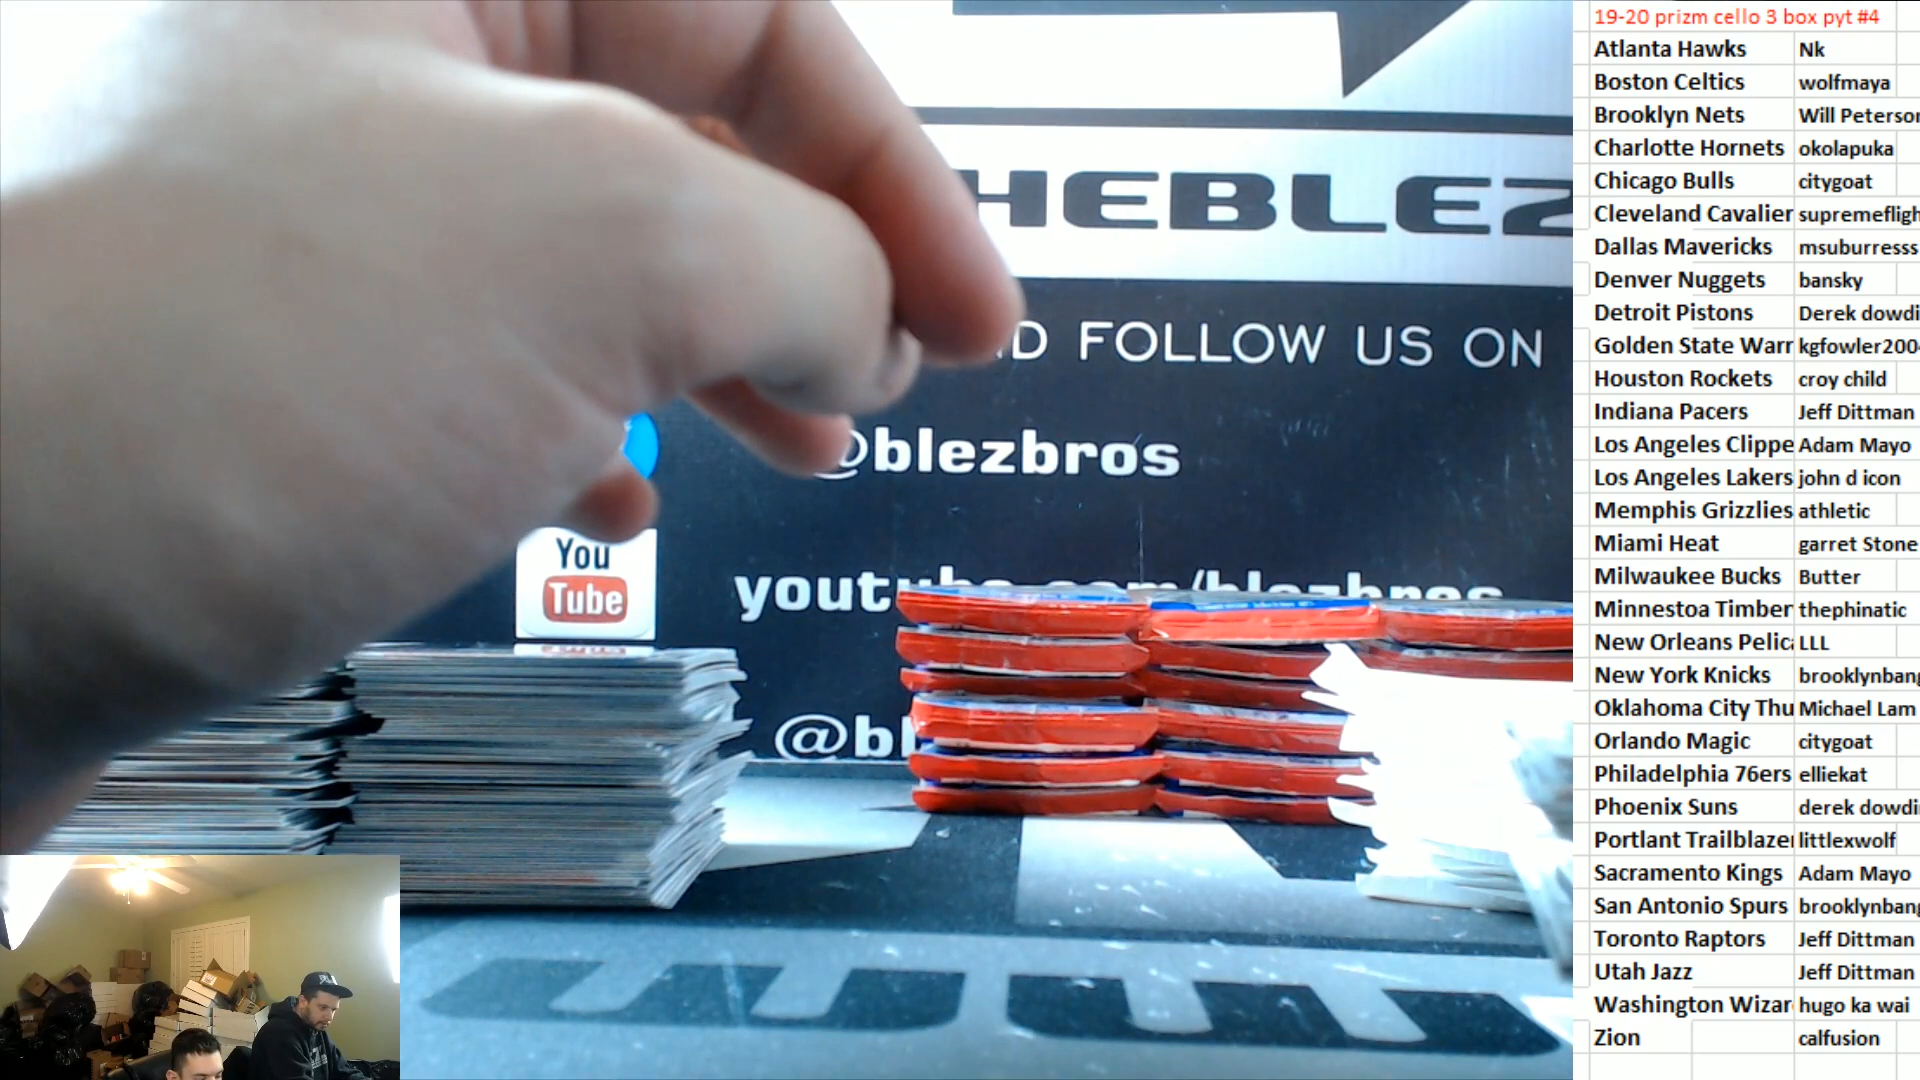 HEBLEZ
D FOLLOW US ON
@blezbros
You
Tube
@bl
19-20 prizm cello 3 box pyt #4
Atlanta Hawks Nk
Boston Celtics wolfmaya
Brooklyn Nets Will Peterson
Charlotte Hornets okolapuka
Chicago Bulls citygoat
Cleveland Cavalier supremefligh
Dallas Mavericks msuburresss
Denver Nuggets bansky
Detroit Pistons Derek dowdi
Golden State Warr kgfowler200
Houston Rockets croy child
Indiana Pacers Jeff Dittman
Los Angeles Clippe Adam Mayo
Los Angeles Lakers john d icon
Memphis Grizzlies athletic
Miami Heat garret Stone
Milwaukee Bucks Butter
Minnestoa Timber thephinatic
New Orleans Pelica LLL
New York Knicks brooklynbang
Oklahoma City Thu Michael Lam
Orlando Magic citygoat
Philadelphia 76ers elliekat
Phoenix Suns derek dowdi
Portlant Trailblazer littlexwolf
Sacramento Kings Adam Mayo
San Antonio Spurs brooklynbang
Toronto Raptors Jeff Dittman
Utah Jazz Jeff Dittman
Washington Wizar hugo ka wai
Zion calfusion